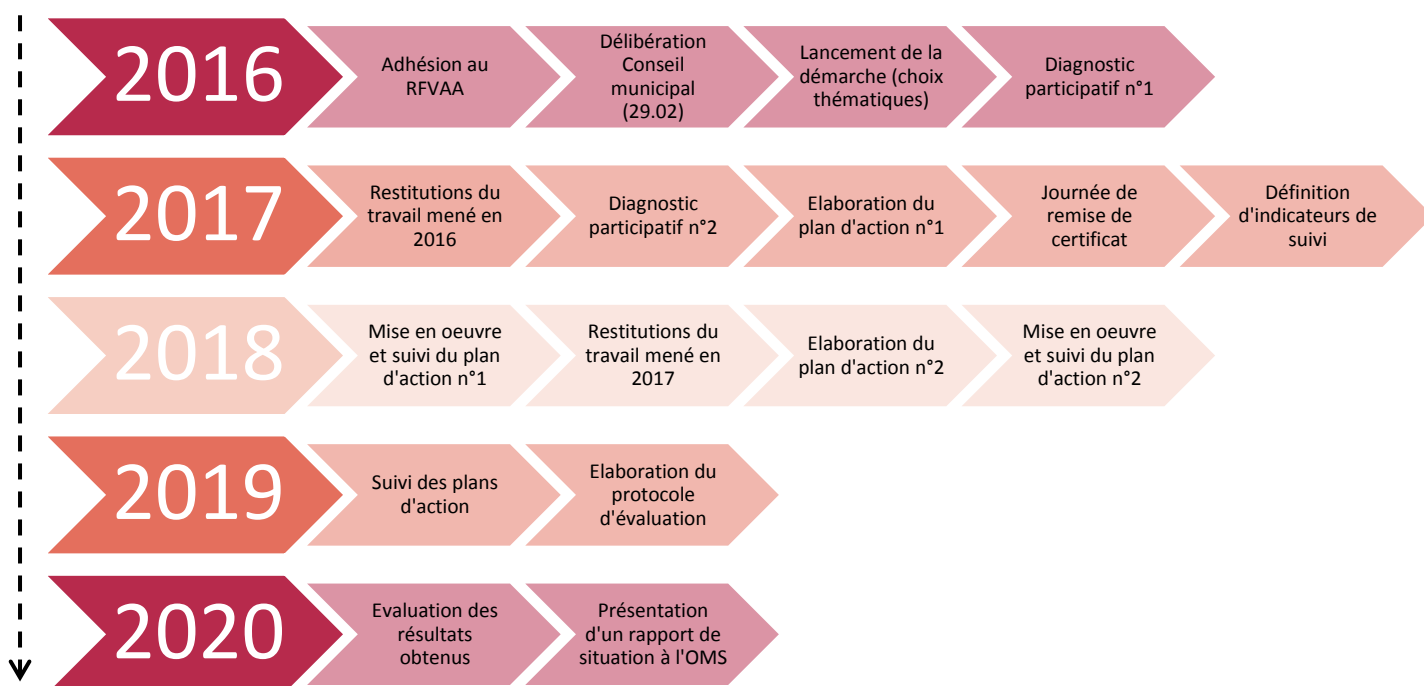 2016
Adhésion au
RFVAA
Délibération
Conseil
municipal
(29.02)
Lancement de la
démarche (choix
thématiques)
Diagnostic
participatif n°1
2017
Restitutions du
travail mené en
2016
Diagnostic
participatif n°2
Elaboration du
plan d'action n°1
Journée de
remise de
certificat
Définition
d'indicateurs de
suivi
2018
Mise en oeuvre
et suivi du plan
d'action n°1
Restitutions du
travail mené en
2017
Elaboration du
plan d'action n°2
Mise en oeuvre
et suivi du plan
d'action n°2
2019
Suivi des plans
d'action
Elaboration du
protocole
d'évaluation
2020
Evaluation des
résultats
obtenus
Présentation
d'un rapport de
situation à l'OMS